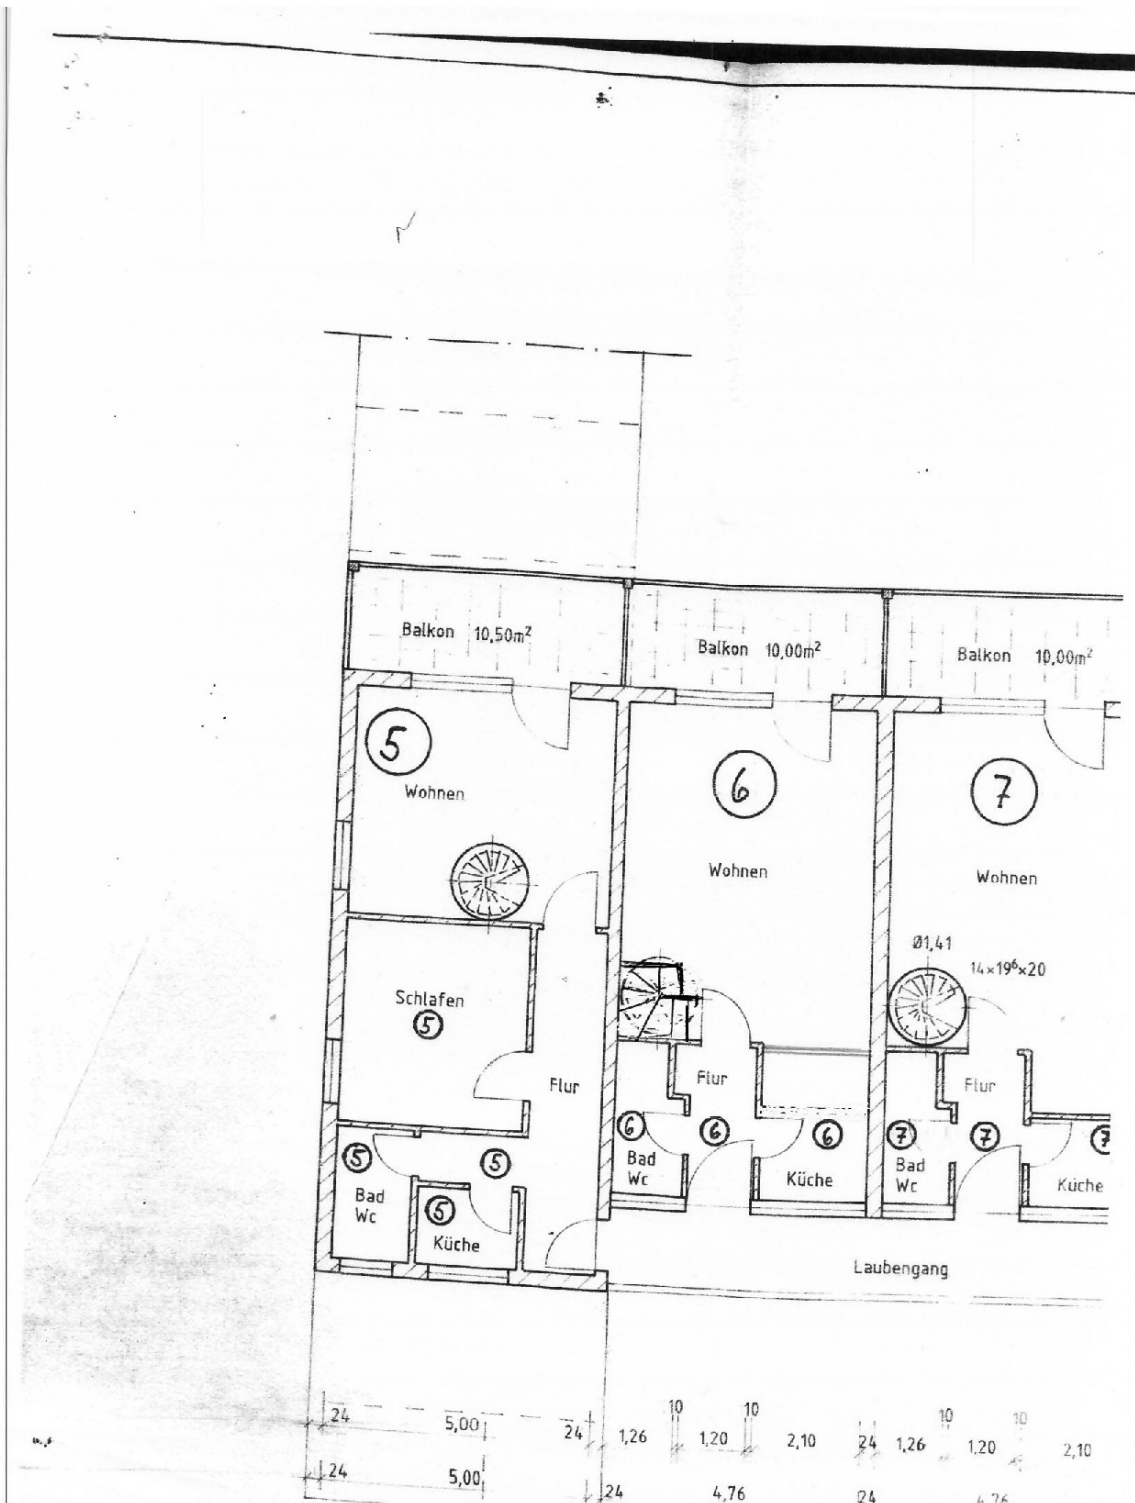 Balkon 10,50m²
Balkon 10,00m²
Balkon 10,00m²
5
6
7
Wohnen
Wohnen
Wohnen
Ø1,41
14×19⁶×20
Schlafen
5
Flur
Flur
Flur
5
5
6
6
6
7
7
7
Bad
Wc
5
Küche
Bad
Wc
Küche
Bad
Wc
Küche
Laubengang
24 5,00 24 1,26 10 1,20 10 2,10 24 1,26 10 1,20 10 2,10
24 5,00 24 4,76 24 4,76